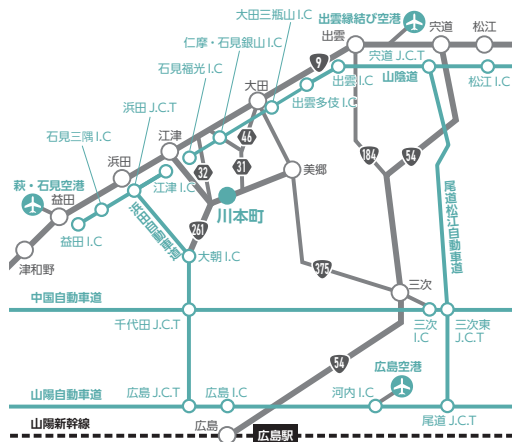 大田三瓶山 I.C
出雲縁結び空港
仁摩・石見銀山 I.C
出雲
宍道
松江
石見福光 I.C
9
宍道 J.C.T
山陰道
大田
出雲 I.C
松江 I.C
浜田 J.C.T
出雲多伎 I.C
石見三隅 I.C
江津
46
184
54
浜田
32
31
美郷
萩・石見空港
江津 I.C
益田
川本町
尾道松江自動車道
浜田自動車道
261
益田 I.C
大朝 I.C
津和野
375
三次
中国自動車道
千代田 J.C.T
三次
I.C
三次東
J.C.T
54
広島空港
山陽自動車道
広島 J.C.T
広島 I.C
河内 I.C
山陽新幹線
広島
尾道 J.C.T
広島駅